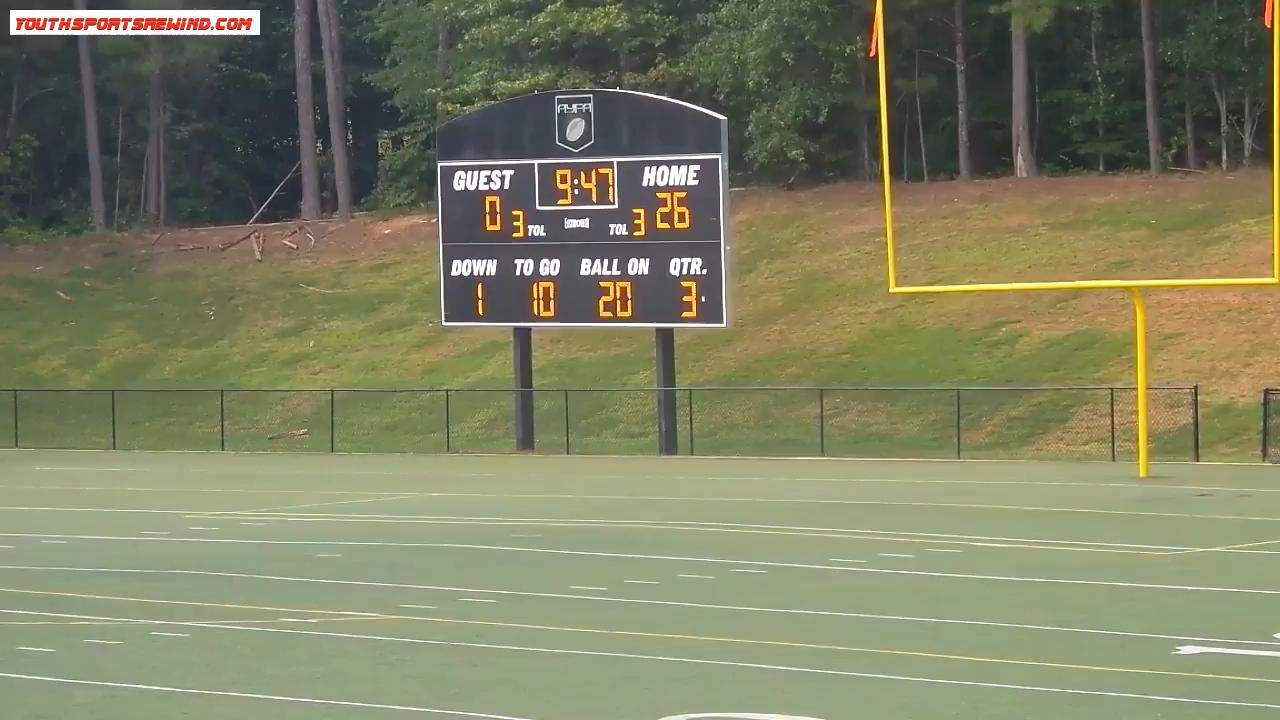 YOUTHSPORTSREWIND.COM
AYFA
GUEST 9:47 HOME
0 3 TOL TOL 3 26
DOWN TO GO BALL ON QTR.
1 10 20 3